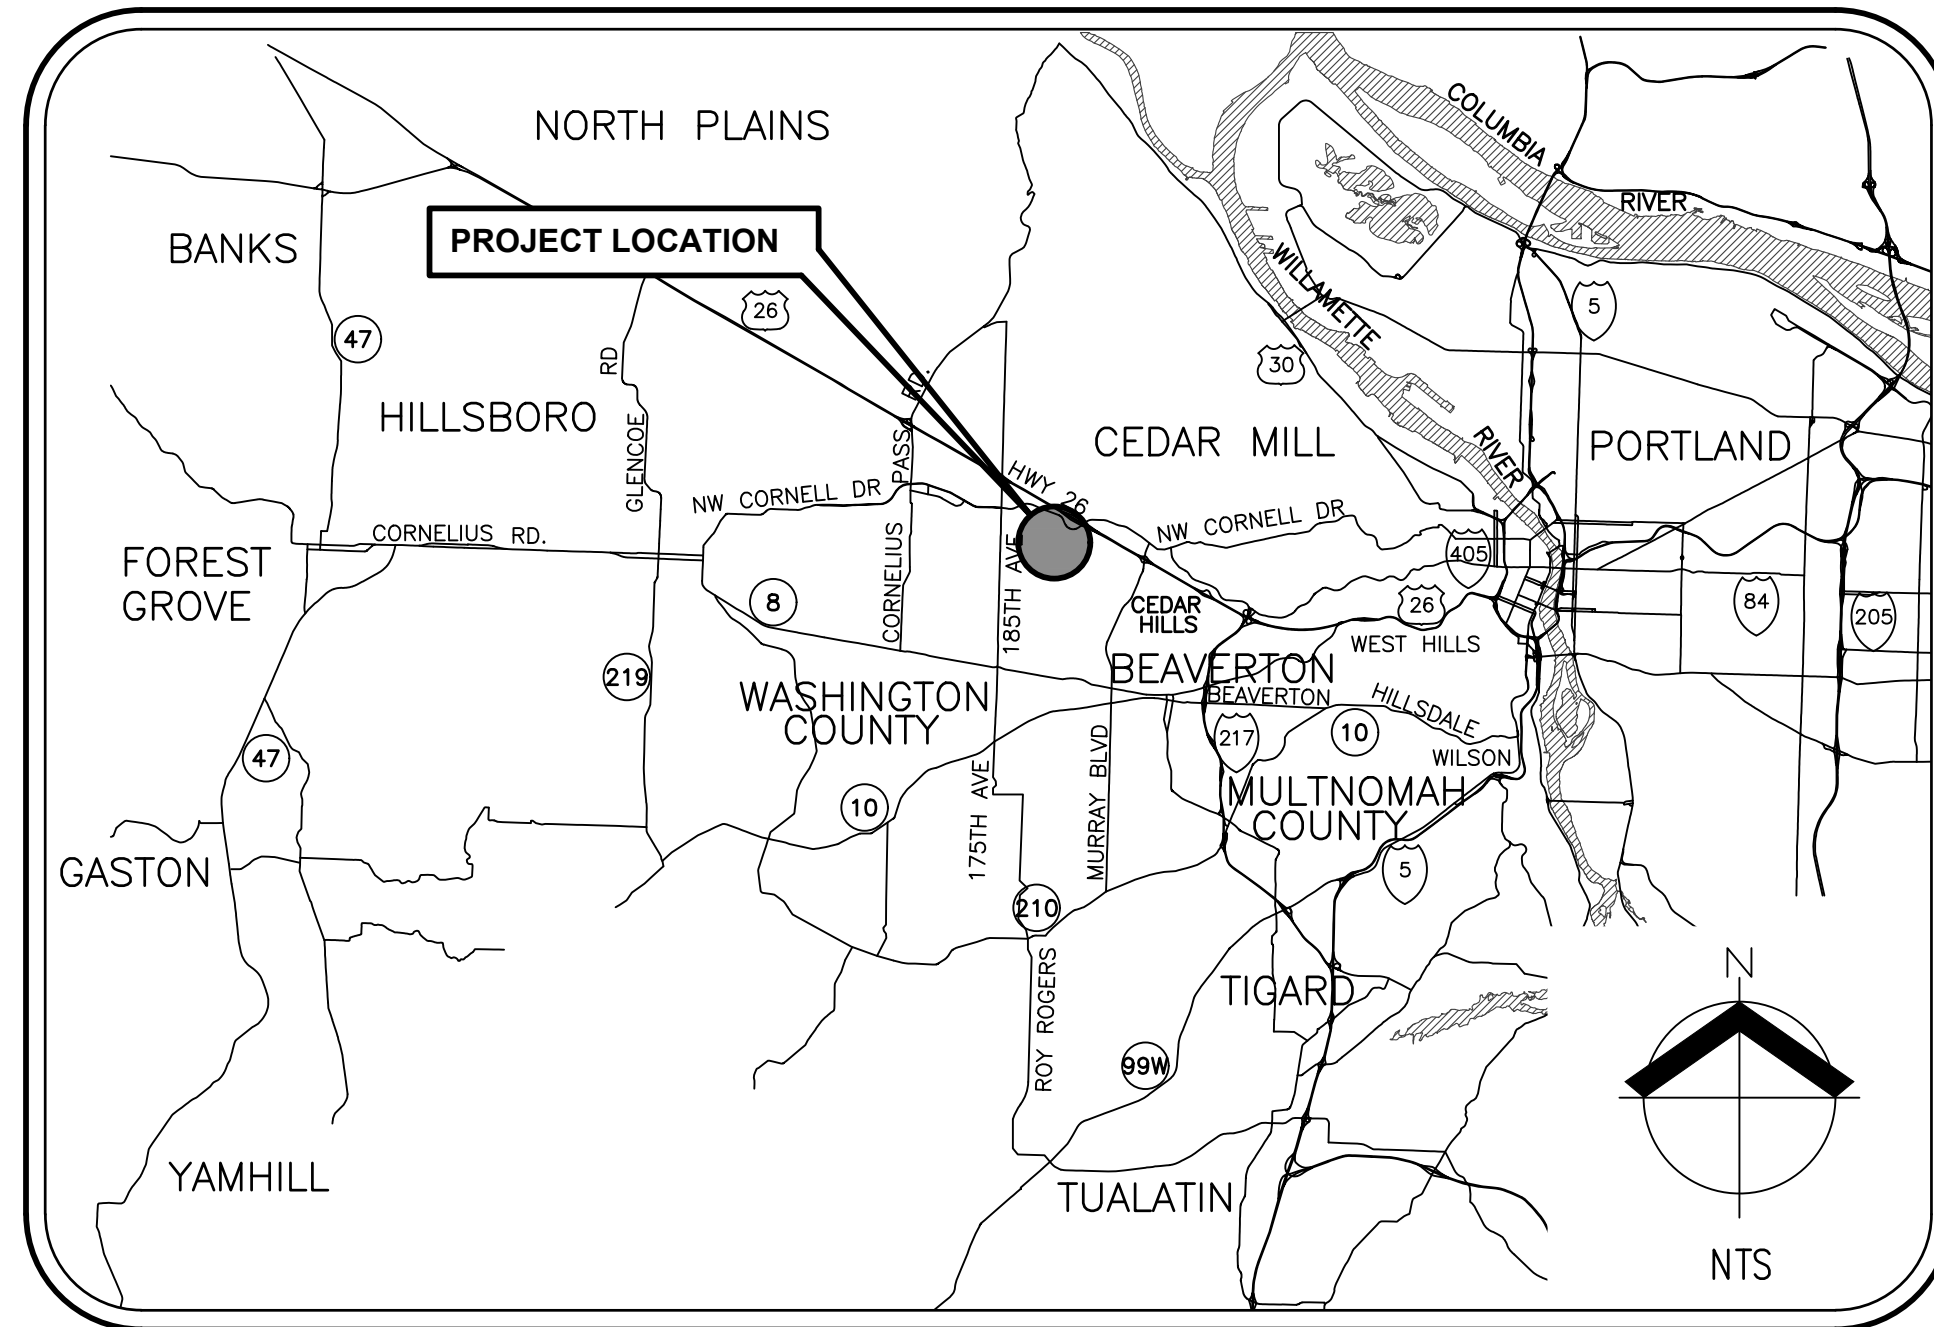 NORTH PLAINS
COLUMBIA
RIVER
BANKS
PROJECT LOCATION
26
WILLAMETTE
RIVER
5
47
RD
30
RD.
HILLSBORO
GLENCOE
PASS
CEDAR MILL
PORTLAND
HWY 26
NW CORNELL DR
NW CORNELL DR
CORNELIUS RD.
CORNELIUS
185TH AVE
405
FOREST
GROVE
8
CEDAR
HILLS
26
84
205
WEST HILLS
219
BEAVERTON
WASHINGTON
COUNTY
BEAVERTON
HILLSDALE
217
10
WILSON
47
175TH AVE
MURRAY BLVD
10
MULTNOMAH
COUNTY
GASTON
5
210
ROY ROGERS
TIGARD
N
99W
YAMHILL
TUALATIN
NTS